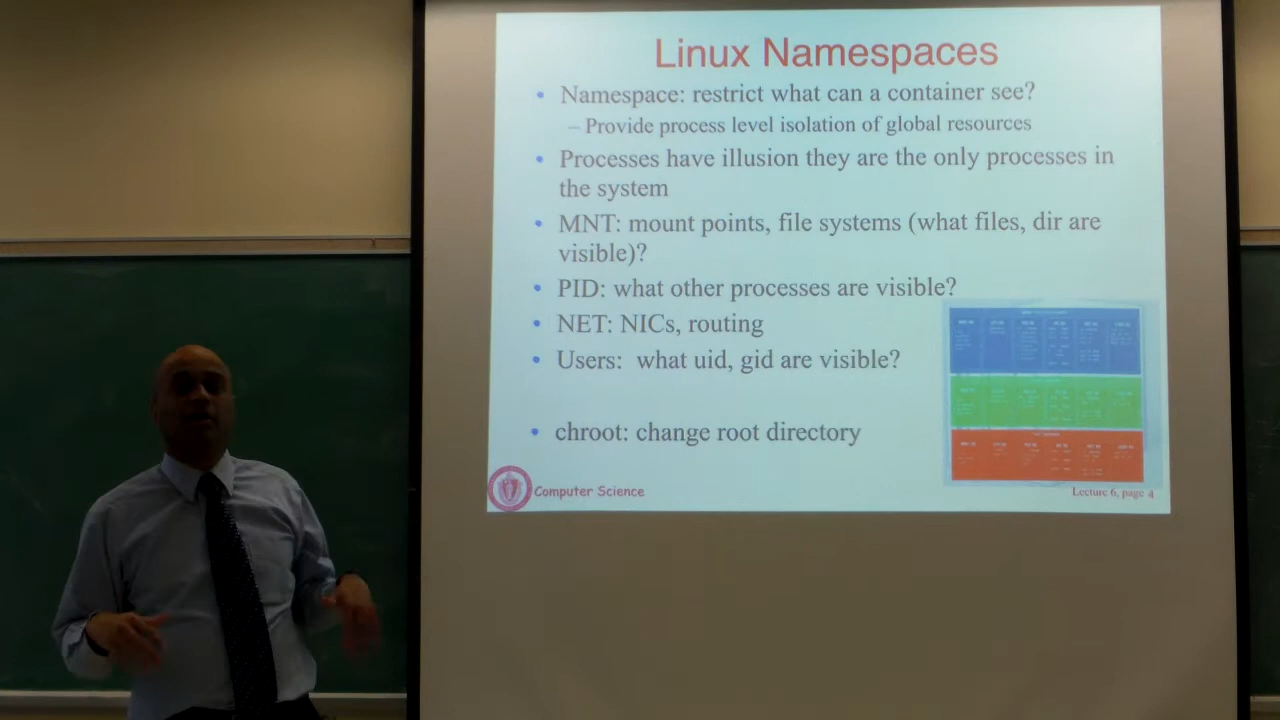 Linux Namespaces
• Namespace: restrict what can a container see?
– Provide process level isolation of global resources
• Processes have illusion they are the only processes in
the system
• MNT: mount points, file systems (what files, dir are
visible)?
• PID: what other processes are visible?
• NET: NICs, routing
• Users: what uid, gid are visible?
• chroot: change root directory
Computer Science
Lecture 6, page 4